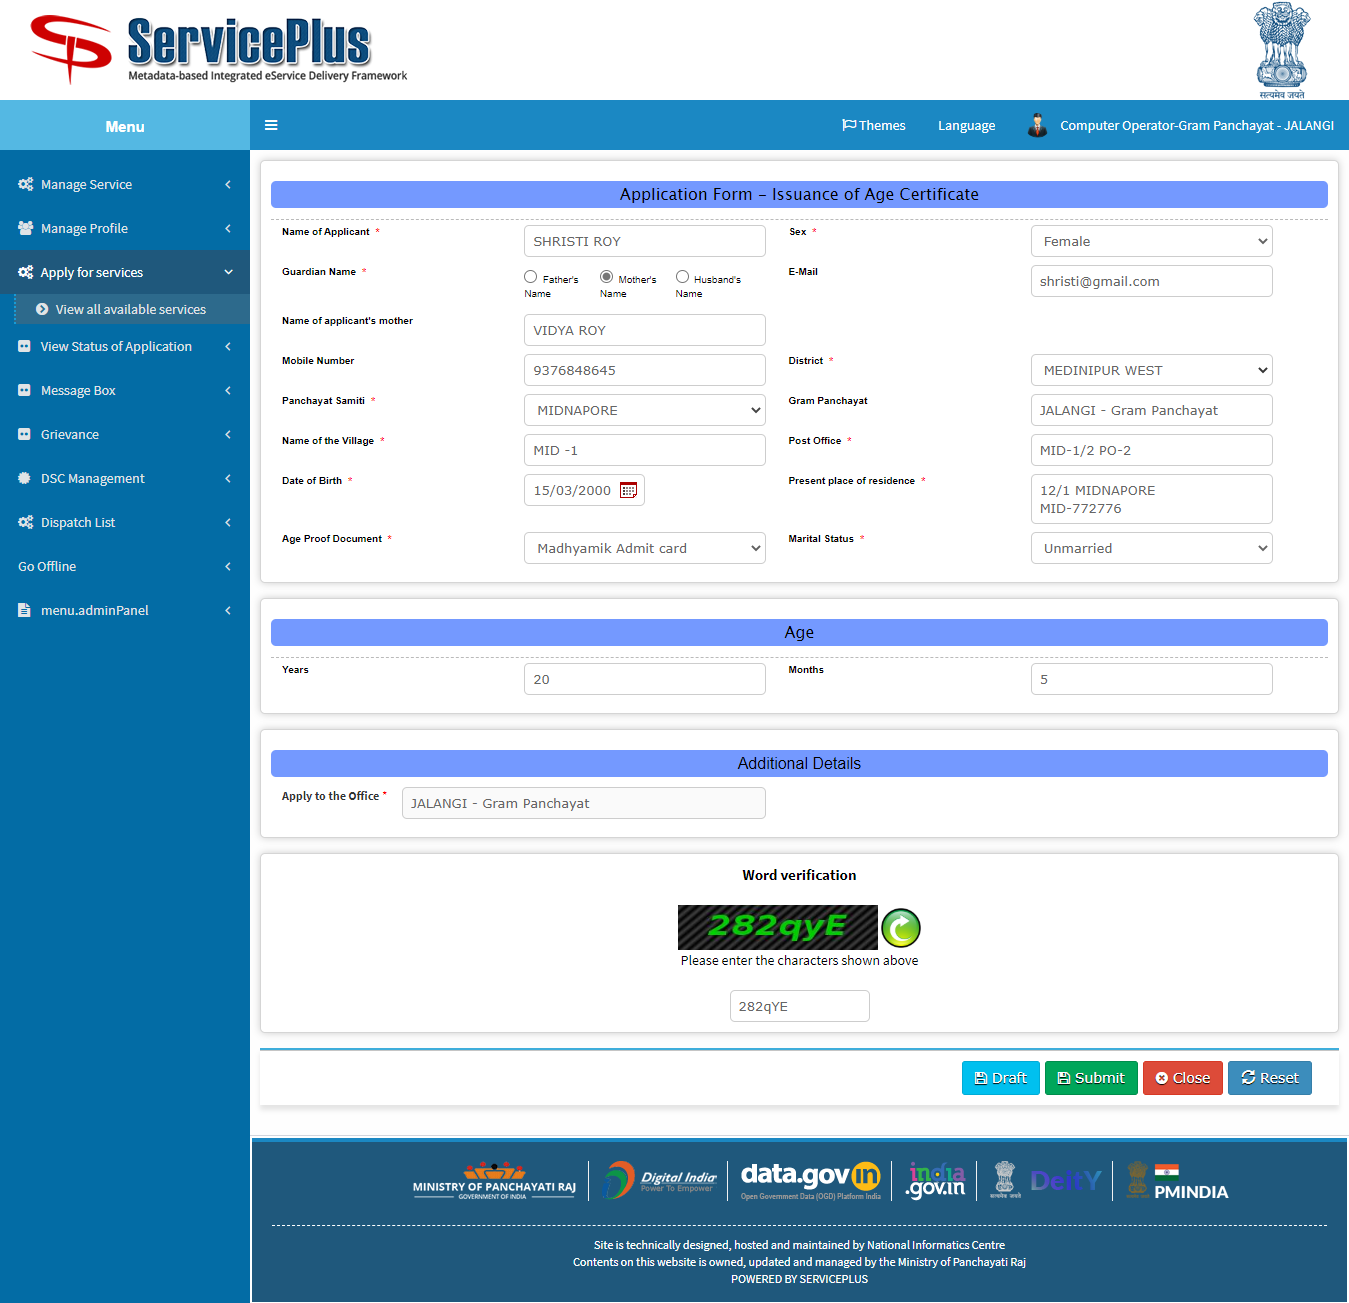 ServicePlus
Metadata-based Integrated eService Delivery Framework
सत्यमेव जयते
Menu
Themes
Language
Computer Operator-Gram Panchayat - JALANGI
Manage Service
Manage Profile
Apply for services
View all available services
View Status of Application
Message Box
Grievance
DSC Management
Dispatch List
Go Offline
menu.adminPanel
Application Form – Issuance of Age Certificate
Name of Applicant * SHRISTI ROY
Sex * Female
Guardian Name * Father's Name Mother's Name Husband's Name
E-Mail shristi@gmail.com
Name of applicant's mother VIDYA ROY
Mobile Number 9376848645
District * MEDINIPUR WEST
Panchayat Samiti * MIDNAPORE
Gram Panchayat JALANGI - Gram Panchayat
Name of the Village * MID -1
Post Office * MID-1/2 PO-2
Date of Birth * 15/03/2000
Present place of residence * 12/1 MIDNAPORE
MID-772776
Age Proof Document * Madhyamik Admit card
Marital Status * Unmarried
Age
Years 20
Months 5
Additional Details
Apply to the Office * JALANGI - Gram Panchayat
Word verification
282qyE
Please enter the characters shown above
282qYE
Draft
Submit
Close
Reset
MINISTRY OF PANCHAYATI RAJ
GOVERNMENT OF INDIA
Digital India
Power To Empower
data.gov in
Open Government Data (OGD) Platform India
india
.gov.in
सत्यमेव जयते
DeitY
PMINDIA
Site is technically designed, hosted and maintained by National Informatics Centre
Contents on this website is owned, updated and managed by the Ministry of Panchayati Raj
POWERED BY SERVICEPLUS